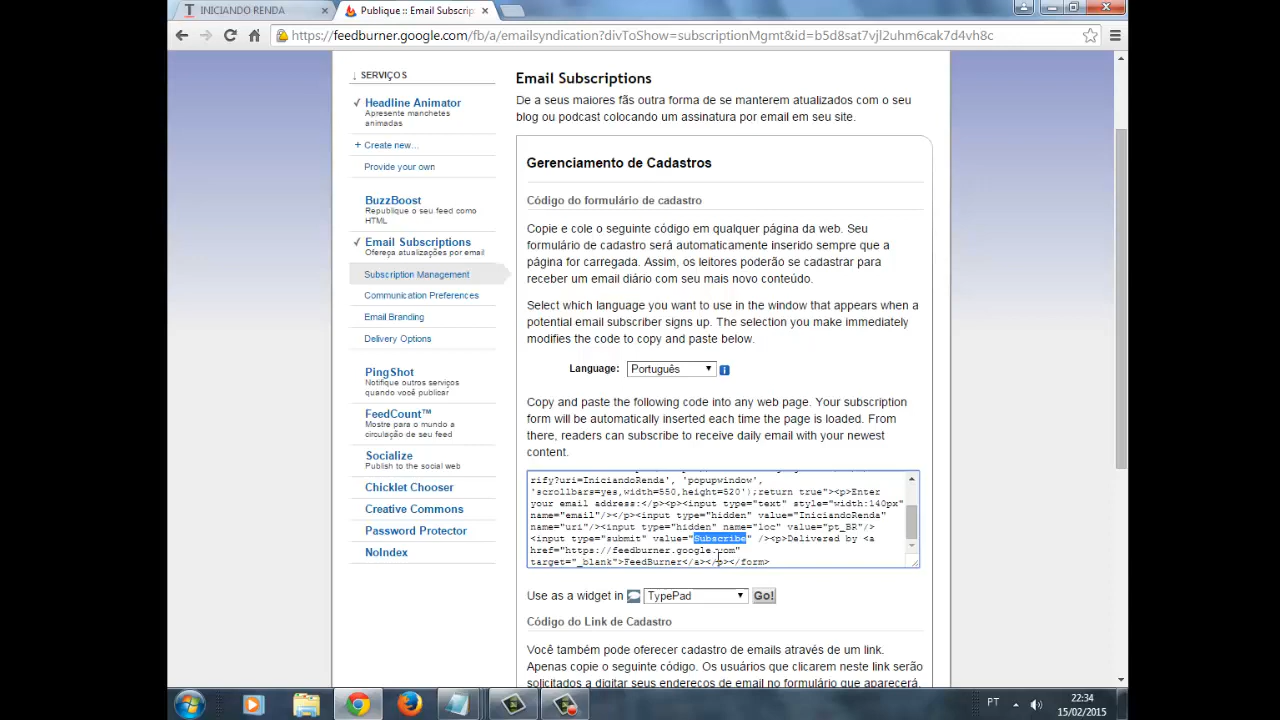 INICIANDO RENDA
Publique :: Email Subscrip
https://feedburner.google.com/fb/a/emailsyndication?divToShow=subscriptionMgmt&id=b5d8sat7vjl2uhm6cak7d4vh8c
↓ SERVIÇOS
Headline Animator
Apresente manchetes
animadas
+ Create new...
Provide your own
BuzzBoost
Republique o seu feed como
HTML
Email Subscriptions
Ofereça atualizações por email
Subscription Management
Communication Preferences
Email Branding
Delivery Options
PingShot
Notifique outros serviços
quando você publicar
FeedCount™
Mostre para o mundo a
circulação de seu feed
Socialize
Publish to the social web
Chicklet Chooser
Creative Commons
Password Protector
NoIndex
Email Subscriptions
De a seus maiores fãs outra forma de se manterem atualizados com o seu
blog ou podcast colocando um assinatura por email em seu site.
Gerenciamento de Cadastros
Código do formulário de cadastro
Copie e cole o seguinte código em qualquer página da web. Seu
formulário de cadastro será automaticamente inserido sempre que a
página for carregada. Assim, os leitores poderão se cadastrar para
receber um email diário com seu mais novo conteúdo.
Select which language you want to use in the window that appears when a
potential email subscriber signs up. The selection you make immediately
modifies the code to copy and paste below.
Language: Português
Copy and paste the following code into any web page. Your subscription
form will be automatically inserted each time the page is loaded. From
there, readers can subscribe to receive daily email with your newest
content.
rify?uri=IniciandoRenda', 'popupwindow',
'scrollbars=yes,width=550,height=520');return true"><p>Enter
your email address:</p><p><input type="text" style="width:140px"
name="email"/></p><input type="hidden" value="IniciandoRenda"
name="uri"/><input type="hidden" name="loc" value="pt_BR"/>
<input type="submit" value="Subscribe" /><p>Delivered by <a
href="https://feedburner.google.com"
target="_blank">FeedBurner</a></p></form>
Use as a widget in TypePad Go!
Código do Link de Cadastro
Você também pode oferecer cadastro de emails através de um link.
Apenas copie o seguinte código. Os usuários que clicarem neste link serão
solicitados a digitar seus endereços de email no formulário que aparecerá.
PT
22:34
15/02/2015